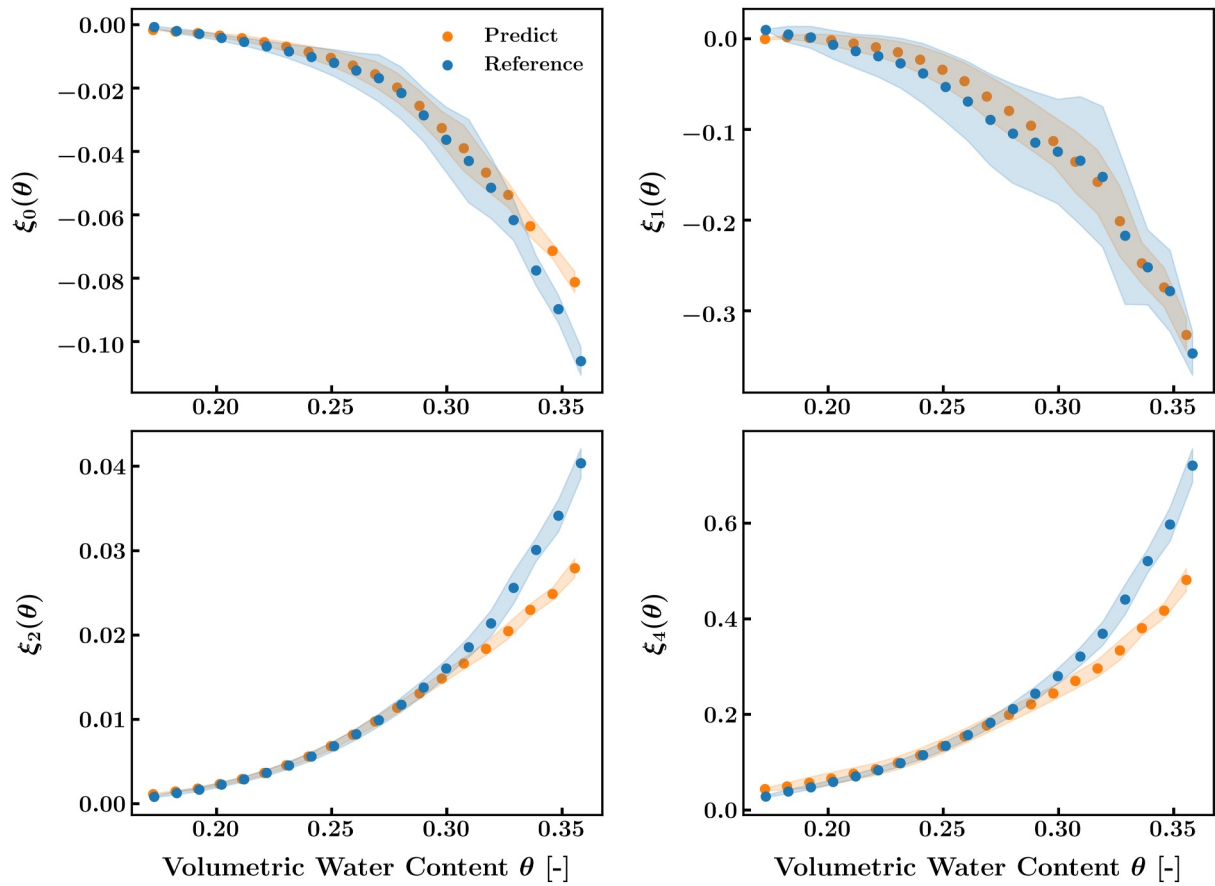 0.00
−0.02
−0.04
−0.06
−0.08
−0.10
ξ0(θ)
Predict
Reference
0.20 0.25 0.30 0.35
0.0
−0.1
−0.2
−0.3
ξ1(θ)
0.20 0.25 0.30 0.35
0.04
0.03
0.02
0.01
0.00
ξ2(θ)
0.20 0.25 0.30 0.35
Volumetric Water Content θ [-]
0.6
0.4
0.2
0.0
ξ4(θ)
0.20 0.25 0.30 0.35
Volumetric Water Content θ [-]